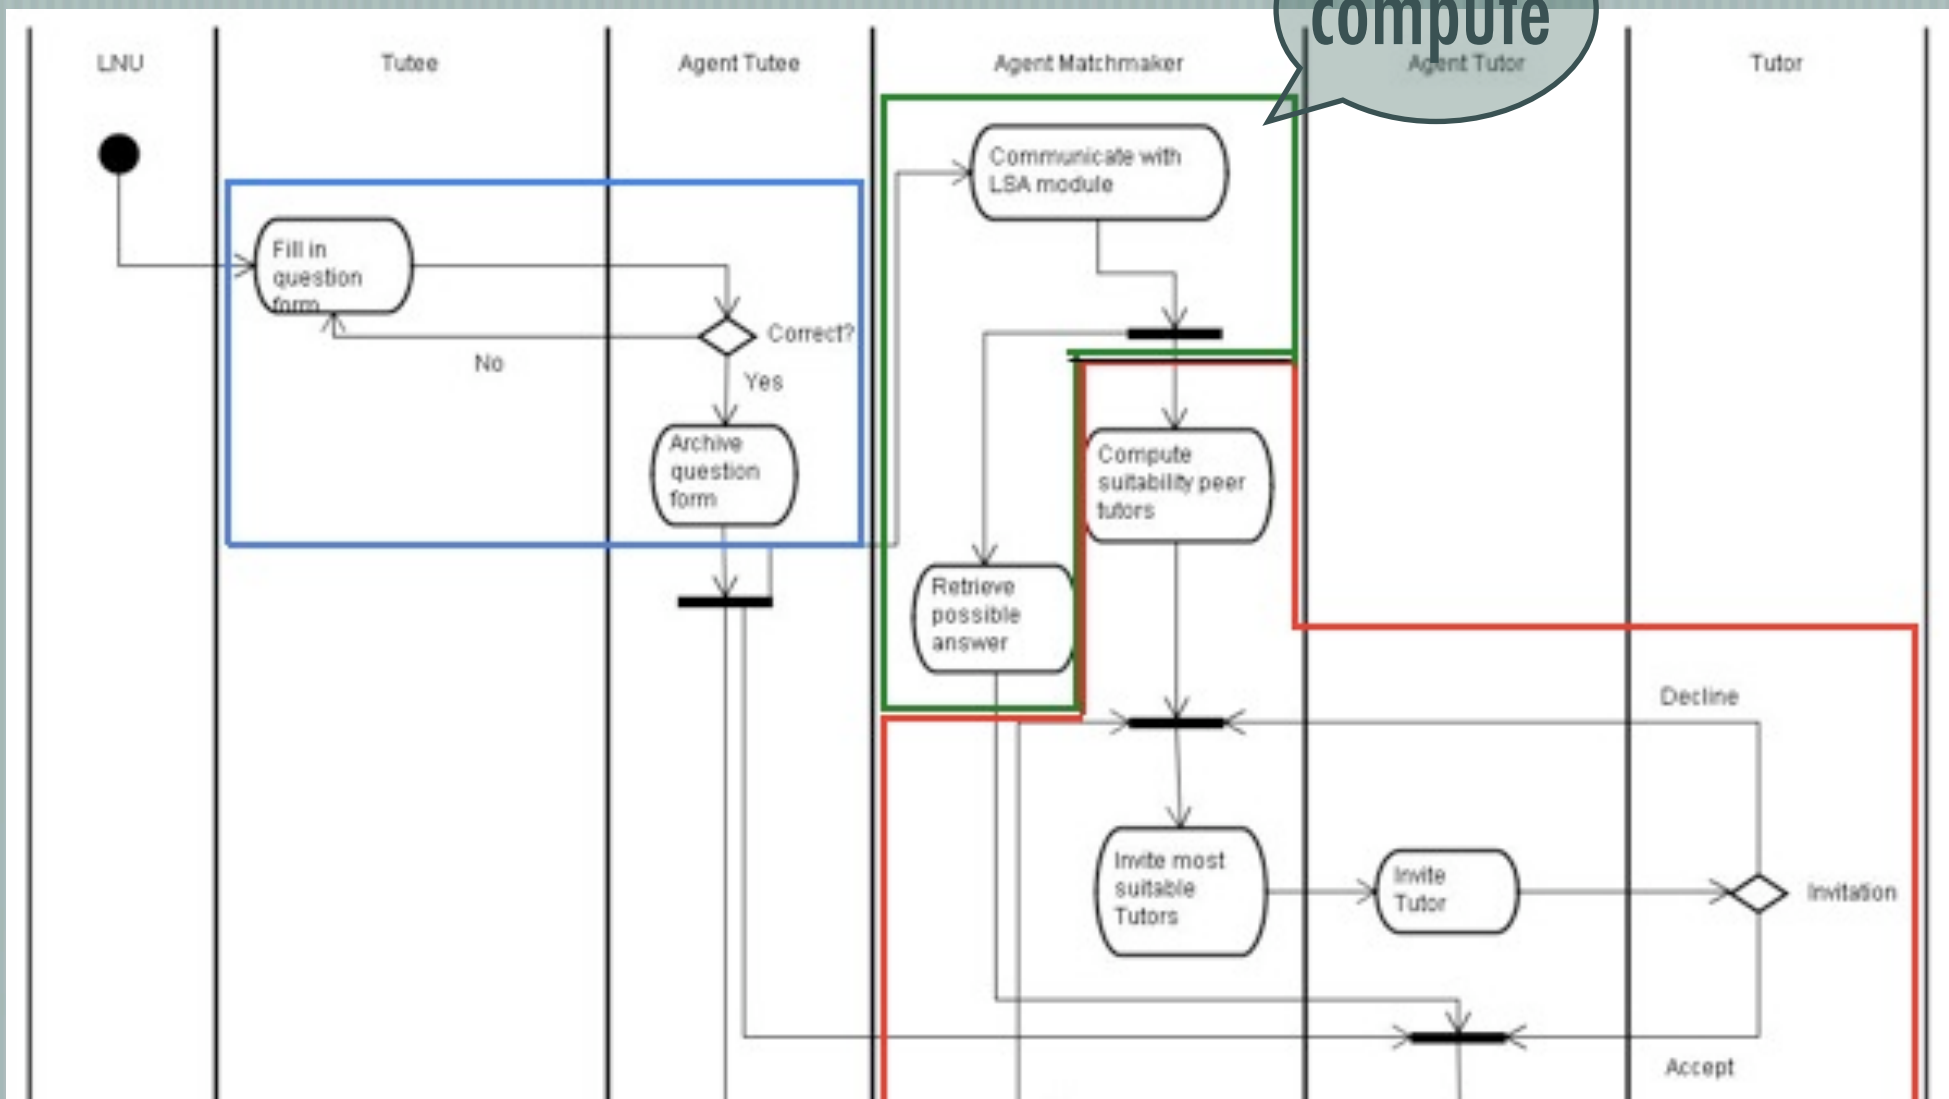 compute
LNU
Tutee
Agent Tutee
Agent Matchmaker
Agent Tutor
Tutor
Communicate with
LSA module
Fill in
question
form
Correct?
No
Yes
Archive
question
form
Compute
suitability peer
tutors
Retrieve
possible
answer
Decline
Invite most
suitable
Tutors
Invite
Tutor
Invitation
Accept